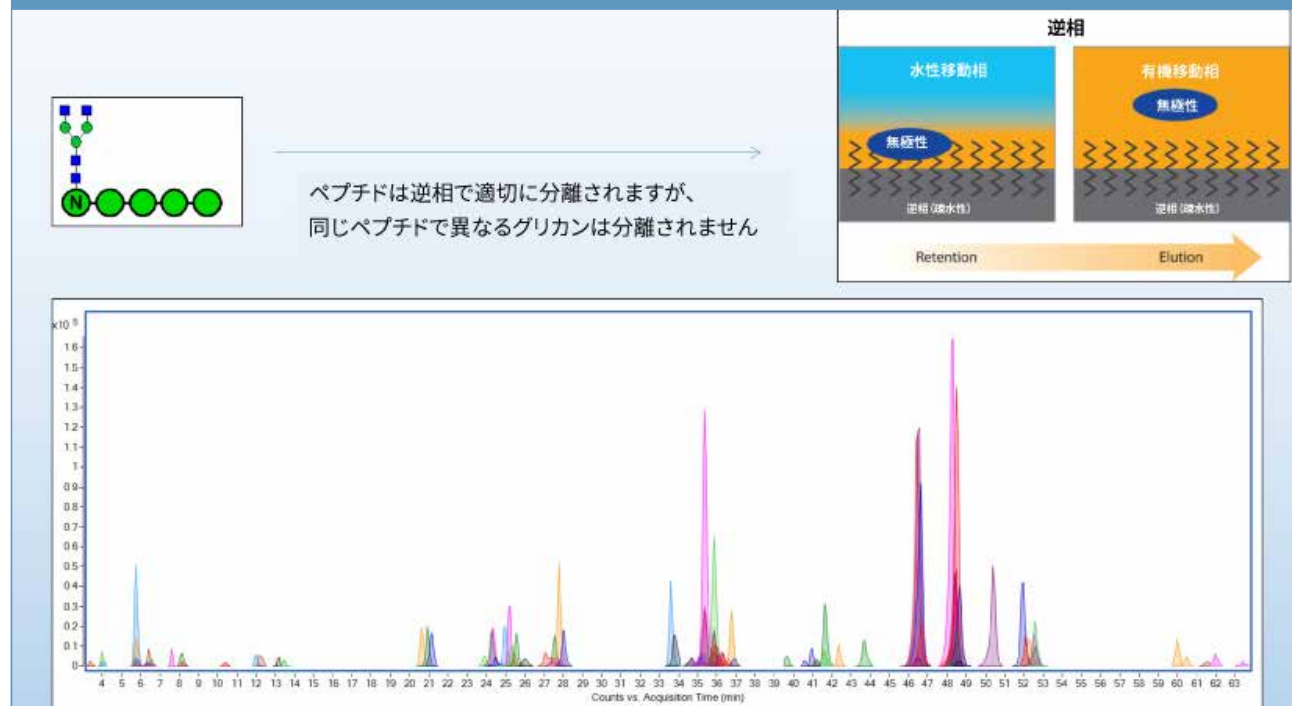 逆相
水性移動相
有機移動相
無極性
無極性
逆相 (疎水性)
逆相 (疎水性)
Retention
Elution
N
ペプチドは逆相で適切に分離されますが、
同じペプチドで異なるグリカンは分離されません
x10 5
1.6
1.5
1.4
1.3
1.2
1.1
1
0.9
0.8
0.7
0.6
0.5
0.4
0.3
0.2
0.1
0
4 5 6 7 8 9 10 11 12 13 14 15 16 17 18 19 20 21 22 23 24 25 26 27 28 29 30 31 32 33 34 35 36 37 38 39 40 41 42 43 44 45 46 47 48 49 50 51 52 53 54 55 56 57 58 59 60 61 62 63
Counts vs. Acquisition Time (min)